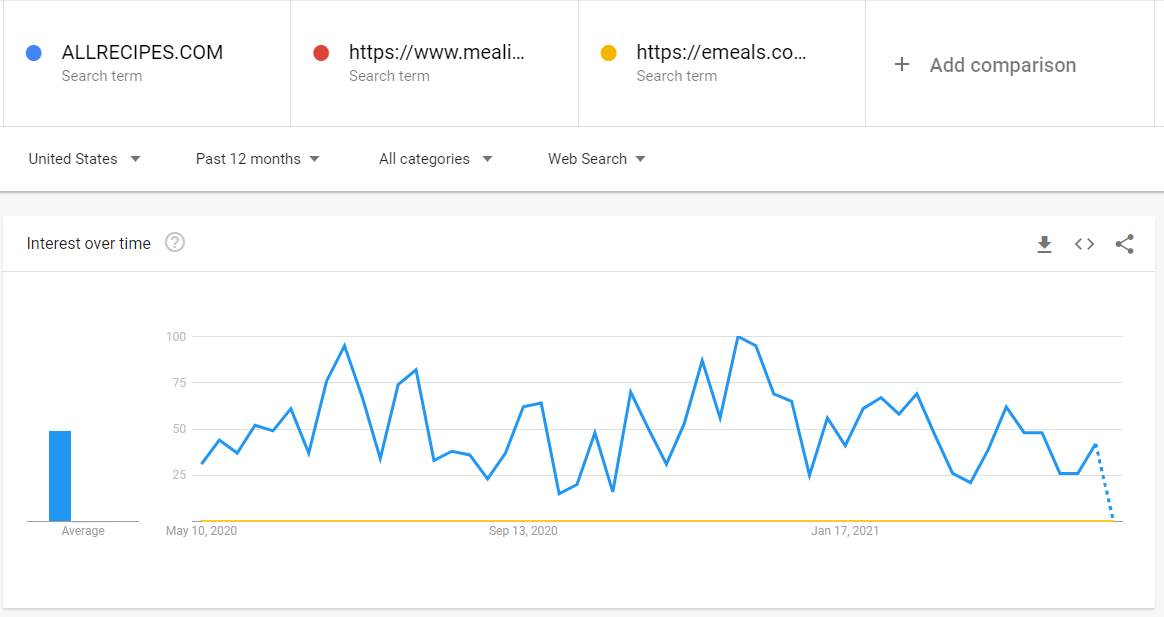 ALLRECIPES.COM
Search term
https://www.meali...
Search term
https://emeals.co...
Search term
+ Add comparison
United States
Past 12 months
All categories
Web Search
Interest over time
?
100
75
50
25
Average
May 10, 2020
Sep 13, 2020
Jan 17, 2021